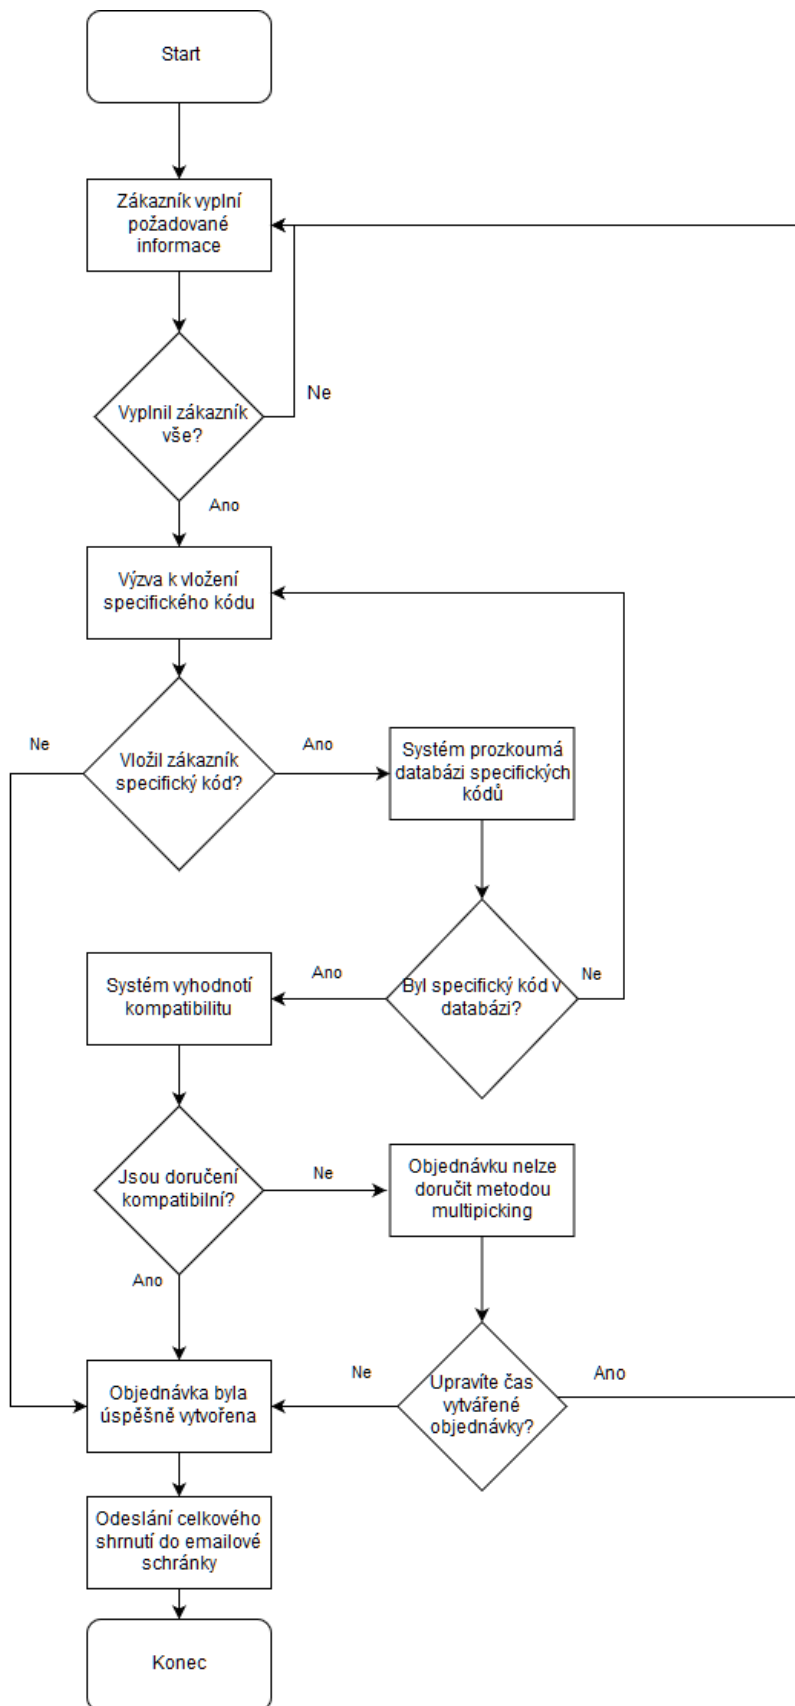 Start
Zákazník vyplní
požadované
informace
Vyplnil zákazník
vše?
Ne
Ano
Výzva k vložení
specifického kódu
Ne
Vložil zákazník
specifický kód?
Ano
Systém prozkoumá
databázi specifických
kódů
Systém vyhodnotí
kompatibilitu
Ano
Byl specifický kód v
databázi?
Ne
Jsou doručení
kompatibilní?
Ne
Objednávku nelze
doručit metodou
multipicking
Ano
Objednávka byla
úspěšně vytvořena
Ne
Upravíte čas
vytvářené
objednávky?
Ano
Odeslání celkového
shrnutí do emailové
schránky
Konec